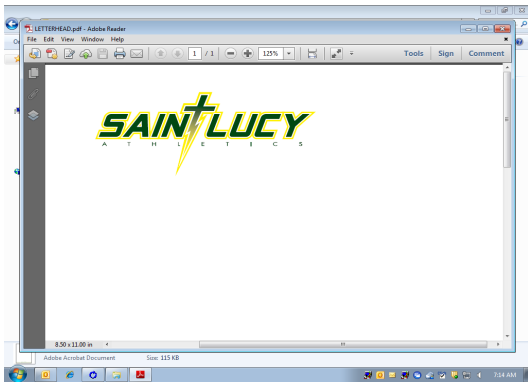 LETTERHEAD.pdf - Adobe Reader
File Edit View Window Help
1 / 1 125% Tools Sign Comment
SAINT LUCY
ATHLETICS
8.50 x 11.00 in
Adobe Acrobat Document Size: 115 KB
7:14 AM